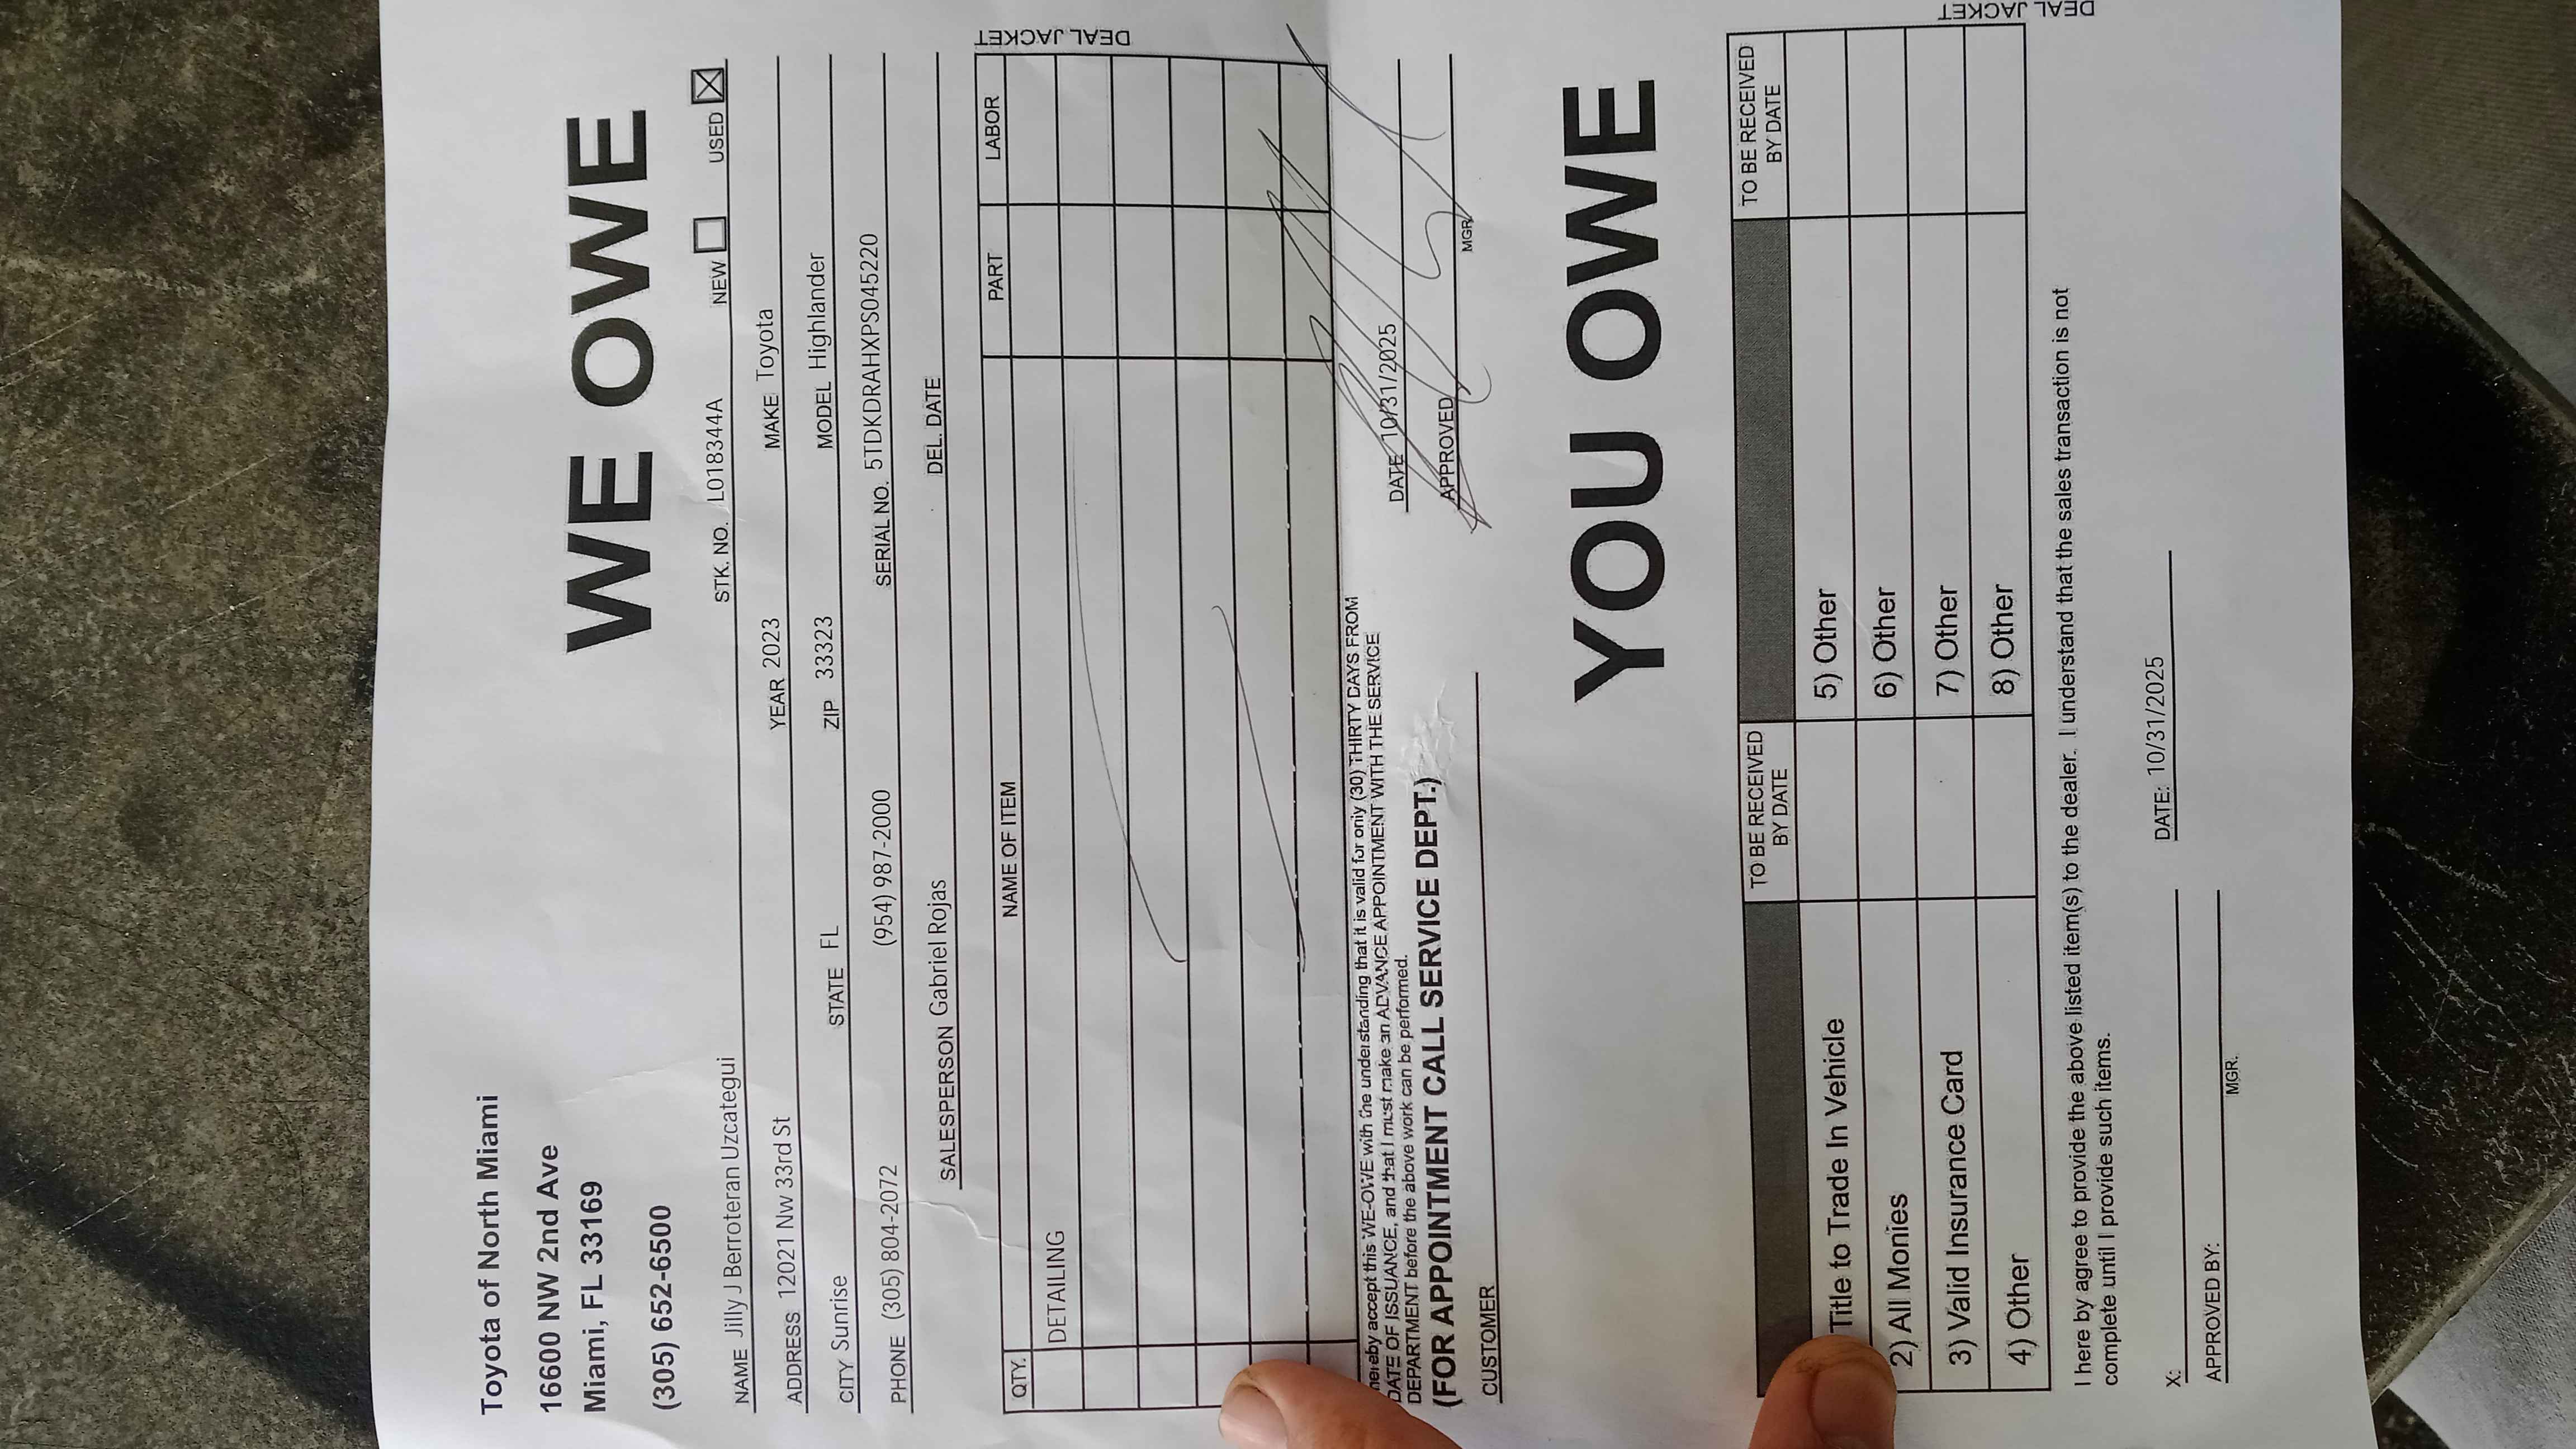 Toyota of North Miami
16600 NW 2nd Ave
Miami, FL 33169
(305) 652-6500
WE OWE
STK. NO. L018344A NEW USED
NAME Jilly J Berroteran Uzcategui
ADDRESS 12021 Nw 33rd St YEAR 2023 MAKE Toyota
CITY Sunrise STATE FL ZIP 33323 MODEL Highlander
PHONE (305) 804-2072 (954) 987-2000 SERIAL NO. 5TDKDRAHXPS045220
SALESPERSON Gabriel Rojas DEL. DATE
QTY. NAME OF ITEM PART LABOR
DETAILING
DEAL JACKET
hereby accept this WE-OWE with the understanding that it is valid for only (30) THIRTY DAYS FROM
DATE OF ISSUANCE, and that I must make an ADVANCE APPOINTMENT WITH THE SERVICE
DEPARTMENT before the above work can be performed.
(FOR APPOINTMENT CALL SERVICE DEPT.)
DATE 10/31/2025
CUSTOMER APPROVED
MGR.
YOU OWE
TO BE RECEIVED BY DATE TO BE RECEIVED BY DATE
Title to Trade In Vehicle 5) Other
2) All Monies 6) Other
3) Valid Insurance Card 7) Other
4) Other 8) Other
DEAL JACKET
I here by agree to provide the above listed item(s) to the dealer. I understand that the sales transaction is not
complete until I provide such items.
X: DATE: 10/31/2025
APPROVED BY:
MGR.